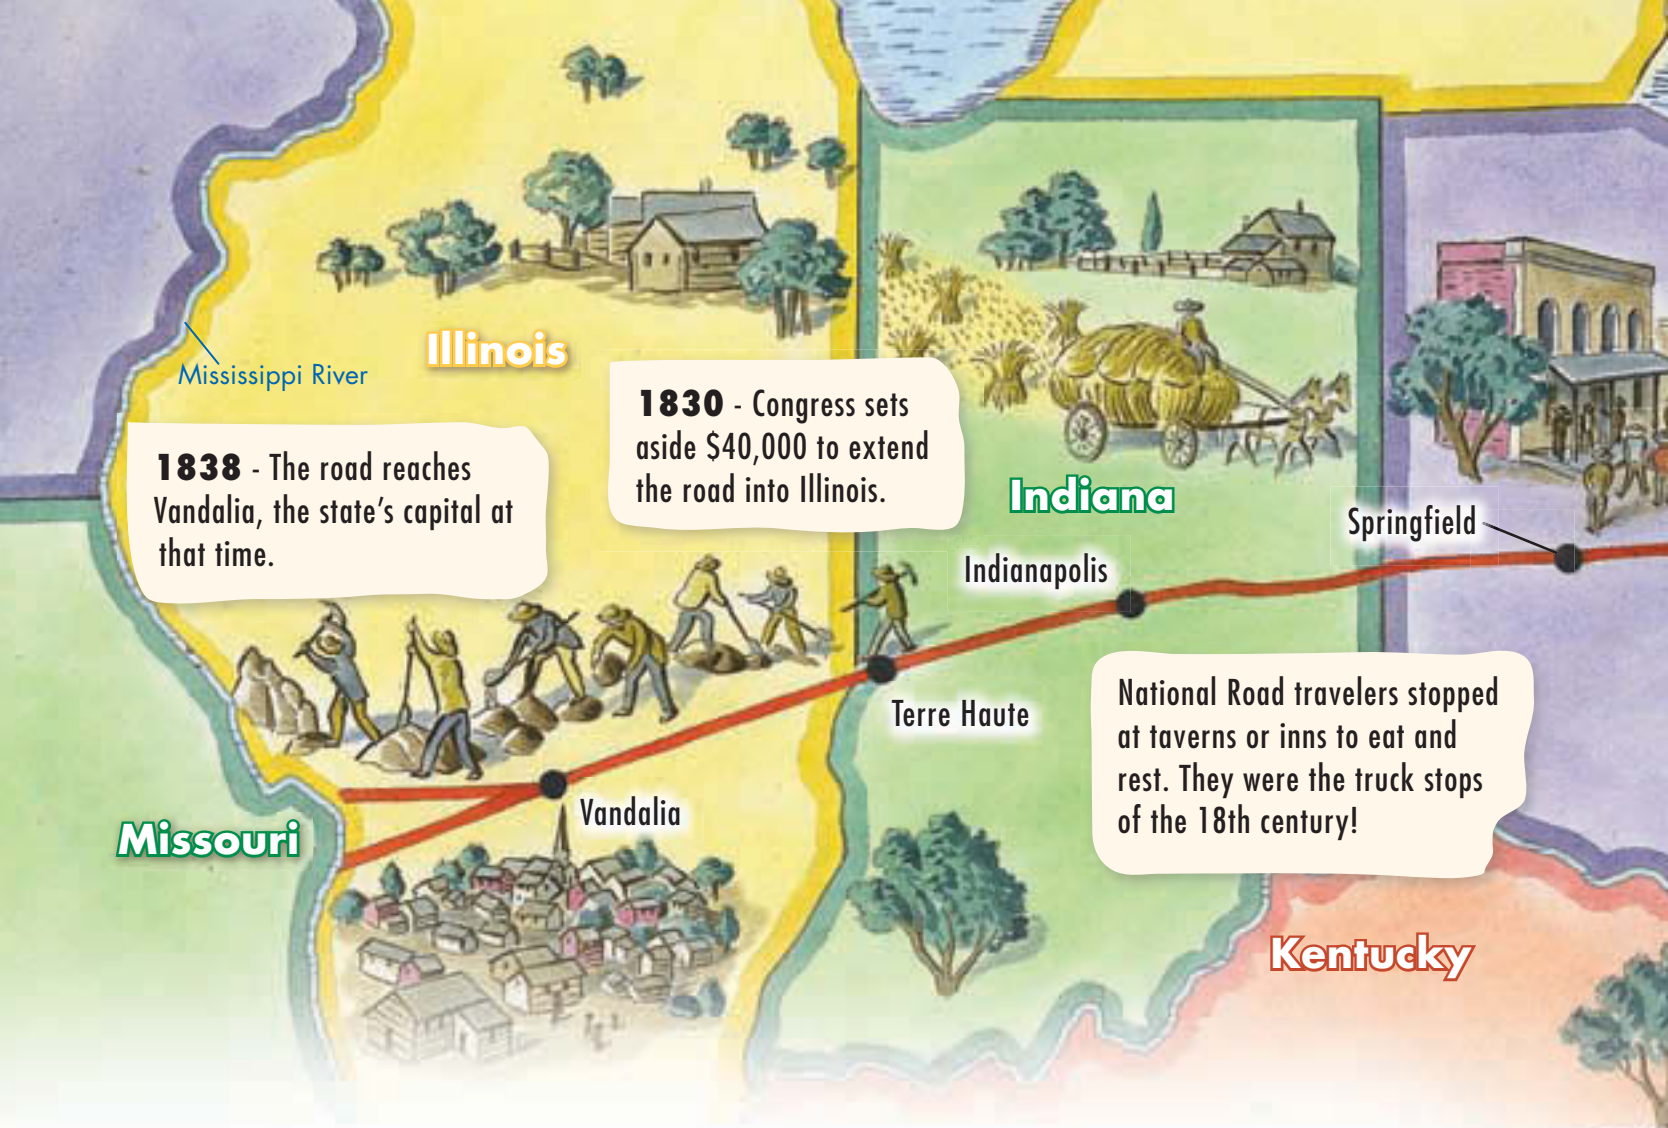 Illinois
Mississippi River
1838 - The road reaches
Vandalia, the state's capital at
that time.
1830 - Congress sets
aside $40,000 to extend
the road into Illinois.
Indiana
Springfield
Indianapolis
Terre Haute
National Road travelers stopped
at taverns or inns to eat and
rest. They were the truck stops
of the 18th century!
Vandalia
Missouri
Kentucky